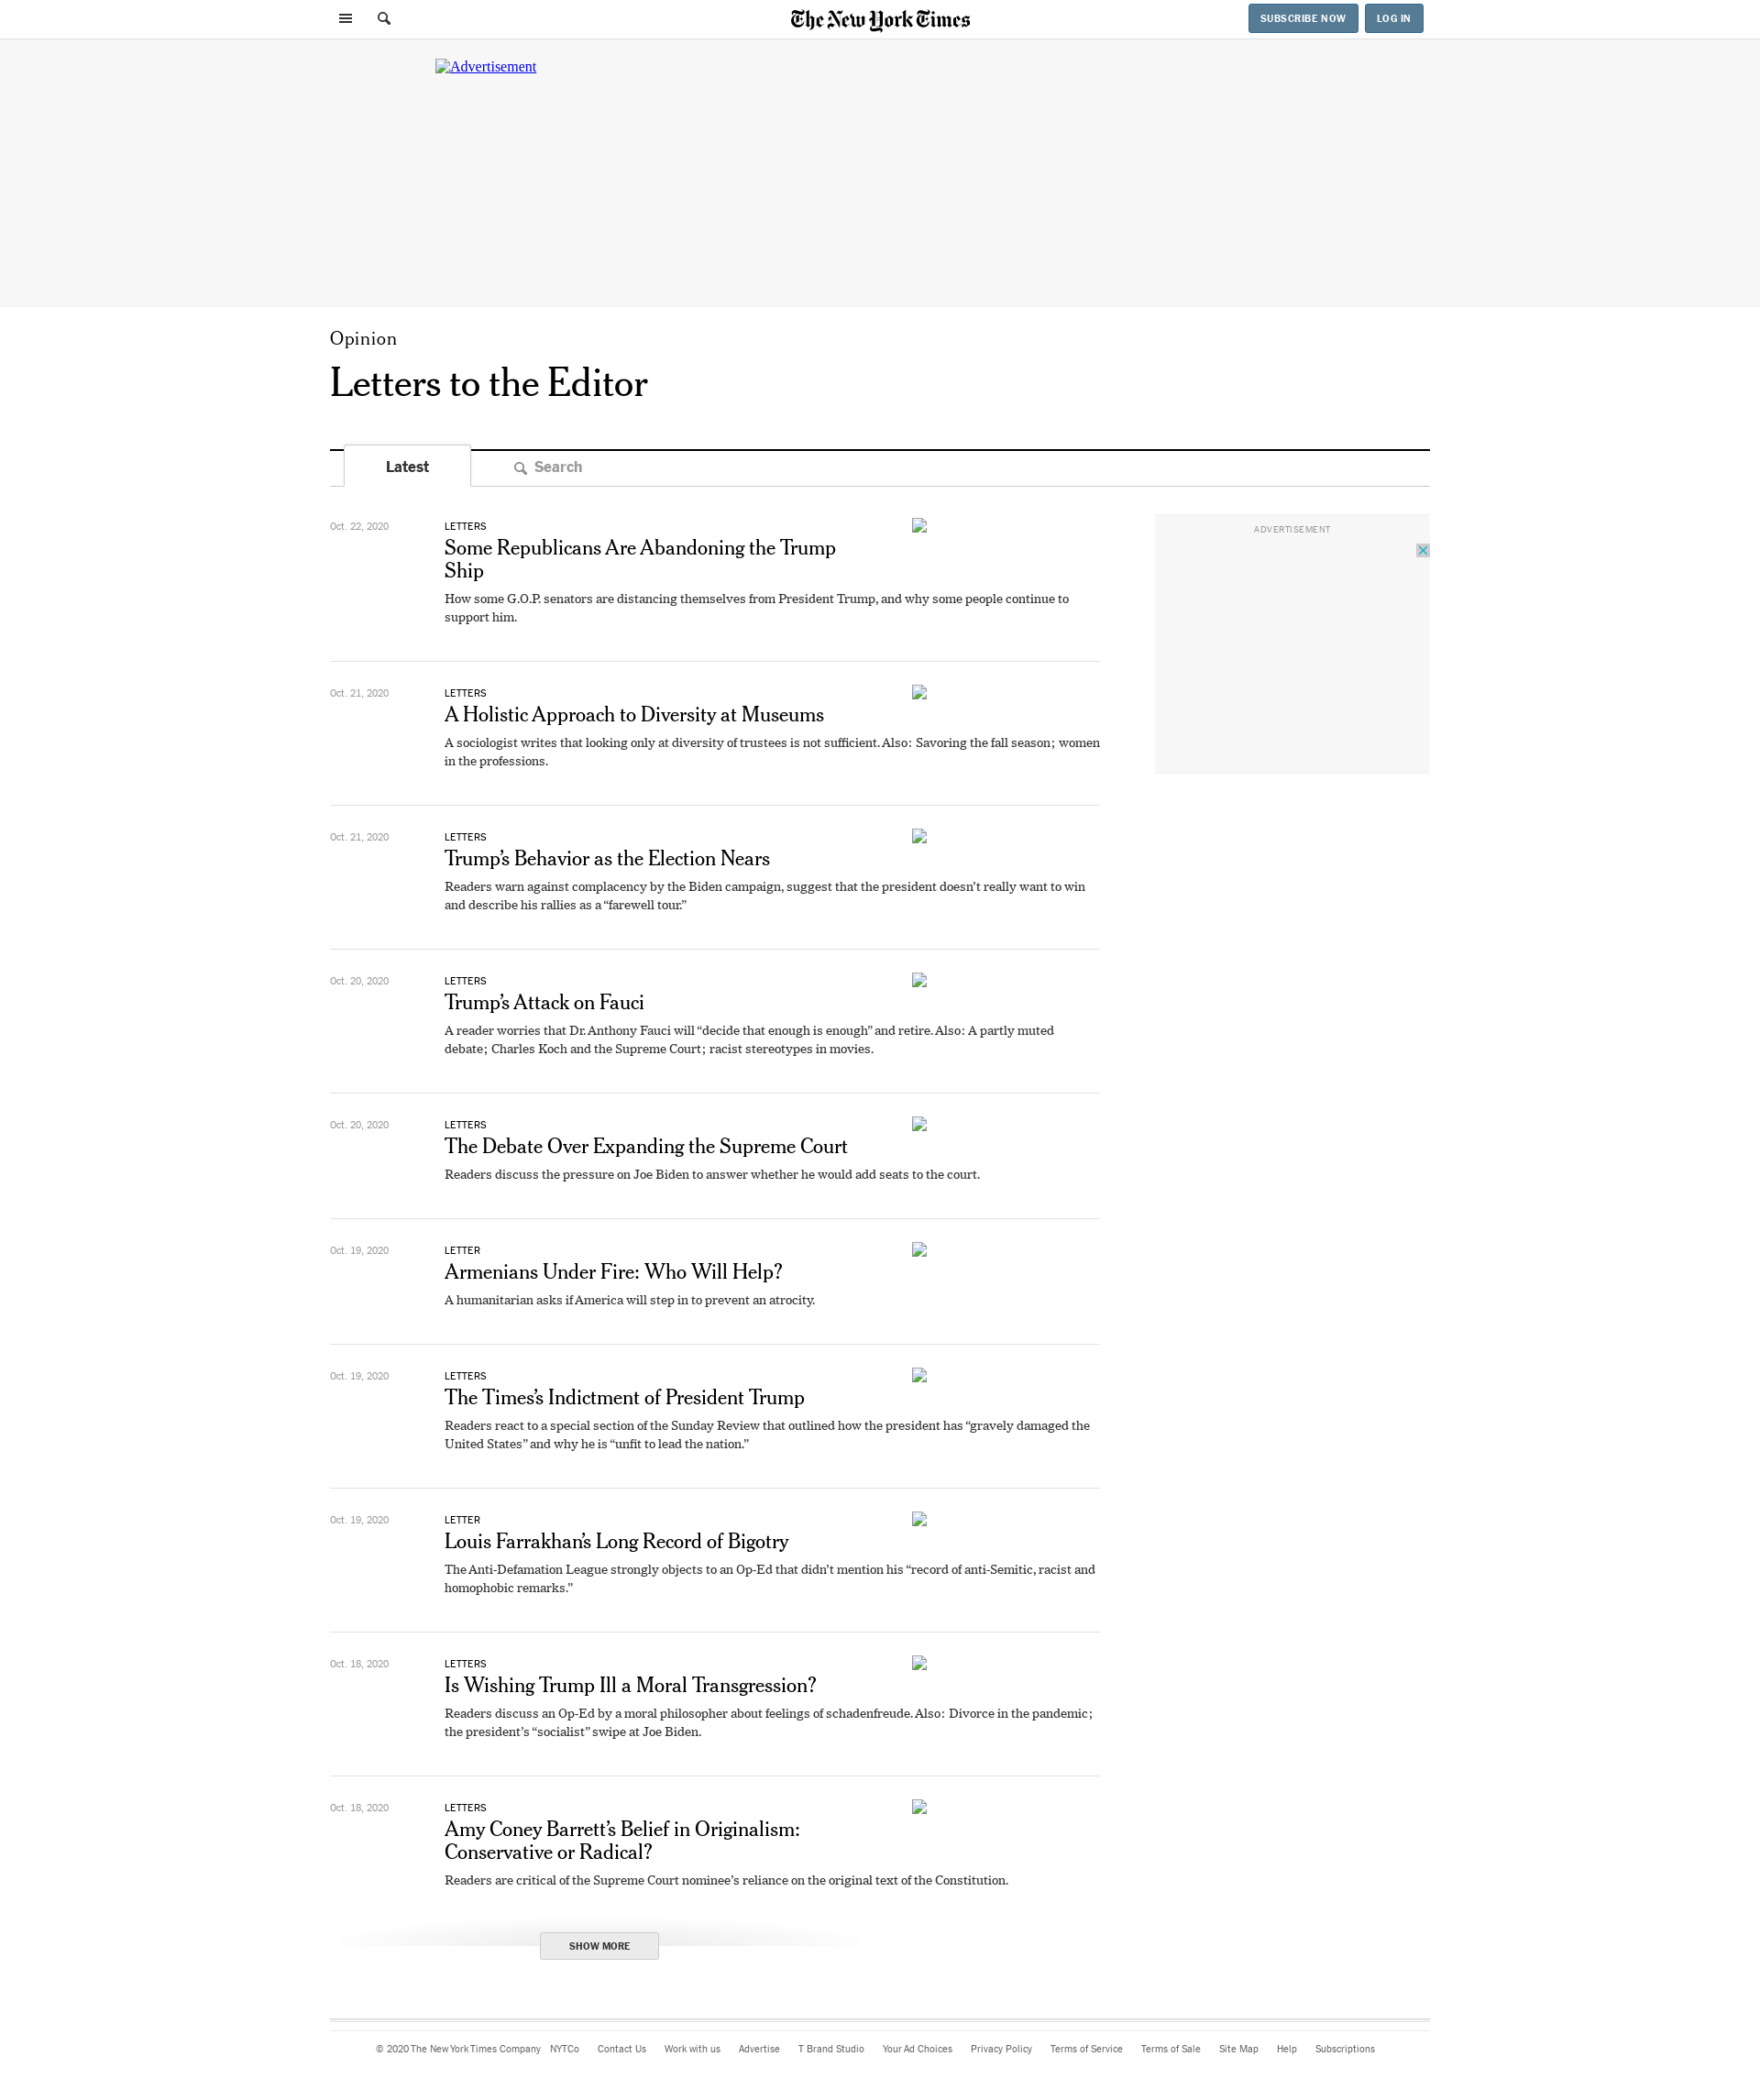 The New York Times
SUBSCRIBE NOW
LOG IN
Advertisement
Opinion
Letters to the Editor
Latest
Search
Oct. 22, 2020
LETTERS
Some Republicans Are Abandoning the Trump
Ship
How some G.O.P. senators are distancing themselves from President Trump, and why some people continue to
support him.
ADVERTISEMENT
Oct. 21, 2020
LETTERS
A Holistic Approach to Diversity at Museums
A sociologist writes that looking only at diversity of trustees is not sufficient. Also: Savoring the fall season; women
in the professions.
Oct. 21, 2020
LETTERS
Trump’s Behavior as the Election Nears
Readers warn against complacency by the Biden campaign, suggest that the president doesn’t really want to win
and describe his rallies as a “farewell tour.”
Oct. 20, 2020
LETTERS
Trump’s Attack on Fauci
A reader worries that Dr. Anthony Fauci will “decide that enough is enough” and retire. Also: A partly muted
debate; Charles Koch and the Supreme Court; racist stereotypes in movies.
Oct. 20, 2020
LETTERS
The Debate Over Expanding the Supreme Court
Readers discuss the pressure on Joe Biden to answer whether he would add seats to the court.
Oct. 19, 2020
LETTER
Armenians Under Fire: Who Will Help?
A humanitarian asks if America will step in to prevent an atrocity.
Oct. 19, 2020
LETTERS
The Times’s Indictment of President Trump
Readers react to a special section of the Sunday Review that outlined how the president has “gravely damaged the
United States” and why he is “unfit to lead the nation.”
Oct. 19, 2020
LETTER
Louis Farrakhan’s Long Record of Bigotry
The Anti-Defamation League strongly objects to an Op-Ed that didn’t mention his “record of anti-Semitic, racist and
homophobic remarks.”
Oct. 18, 2020
LETTERS
Is Wishing Trump Ill a Moral Transgression?
Readers discuss an Op-Ed by a moral philosopher about feelings of schadenfreude. Also: Divorce in the pandemic;
the president’s “socialist” swipe at Joe Biden.
Oct. 18, 2020
LETTERS
Amy Coney Barrett’s Belief in Originalism:
Conservative or Radical?
Readers are critical of the Supreme Court nominee’s reliance on the original text of the Constitution.
SHOW MORE
© 2020 The New York Times Company NYTCo Contact Us Work with us Advertise T Brand Studio Your Ad Choices Privacy Policy Terms of Service Terms of Sale Site Map Help Subscriptions